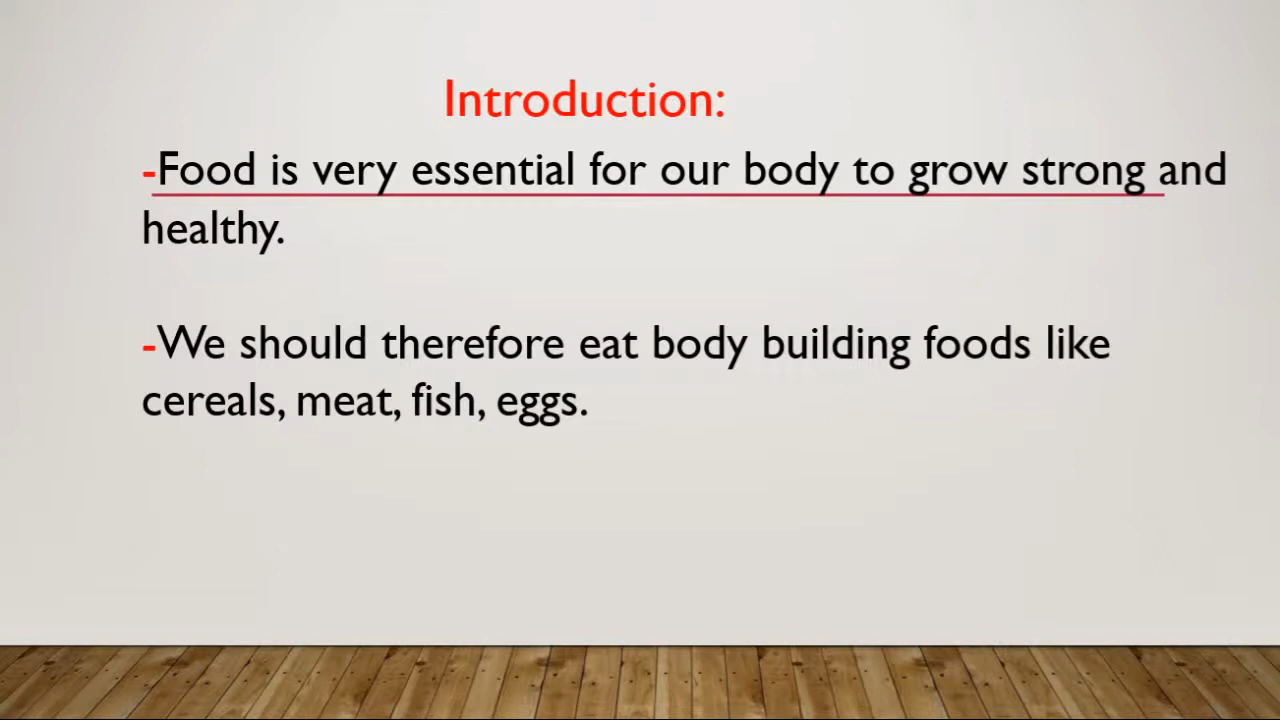 Introduction:
-Food is very essential for our body to grow strong and
healthy.
-We should therefore eat body building foods like
cereals, meat, fish, eggs.